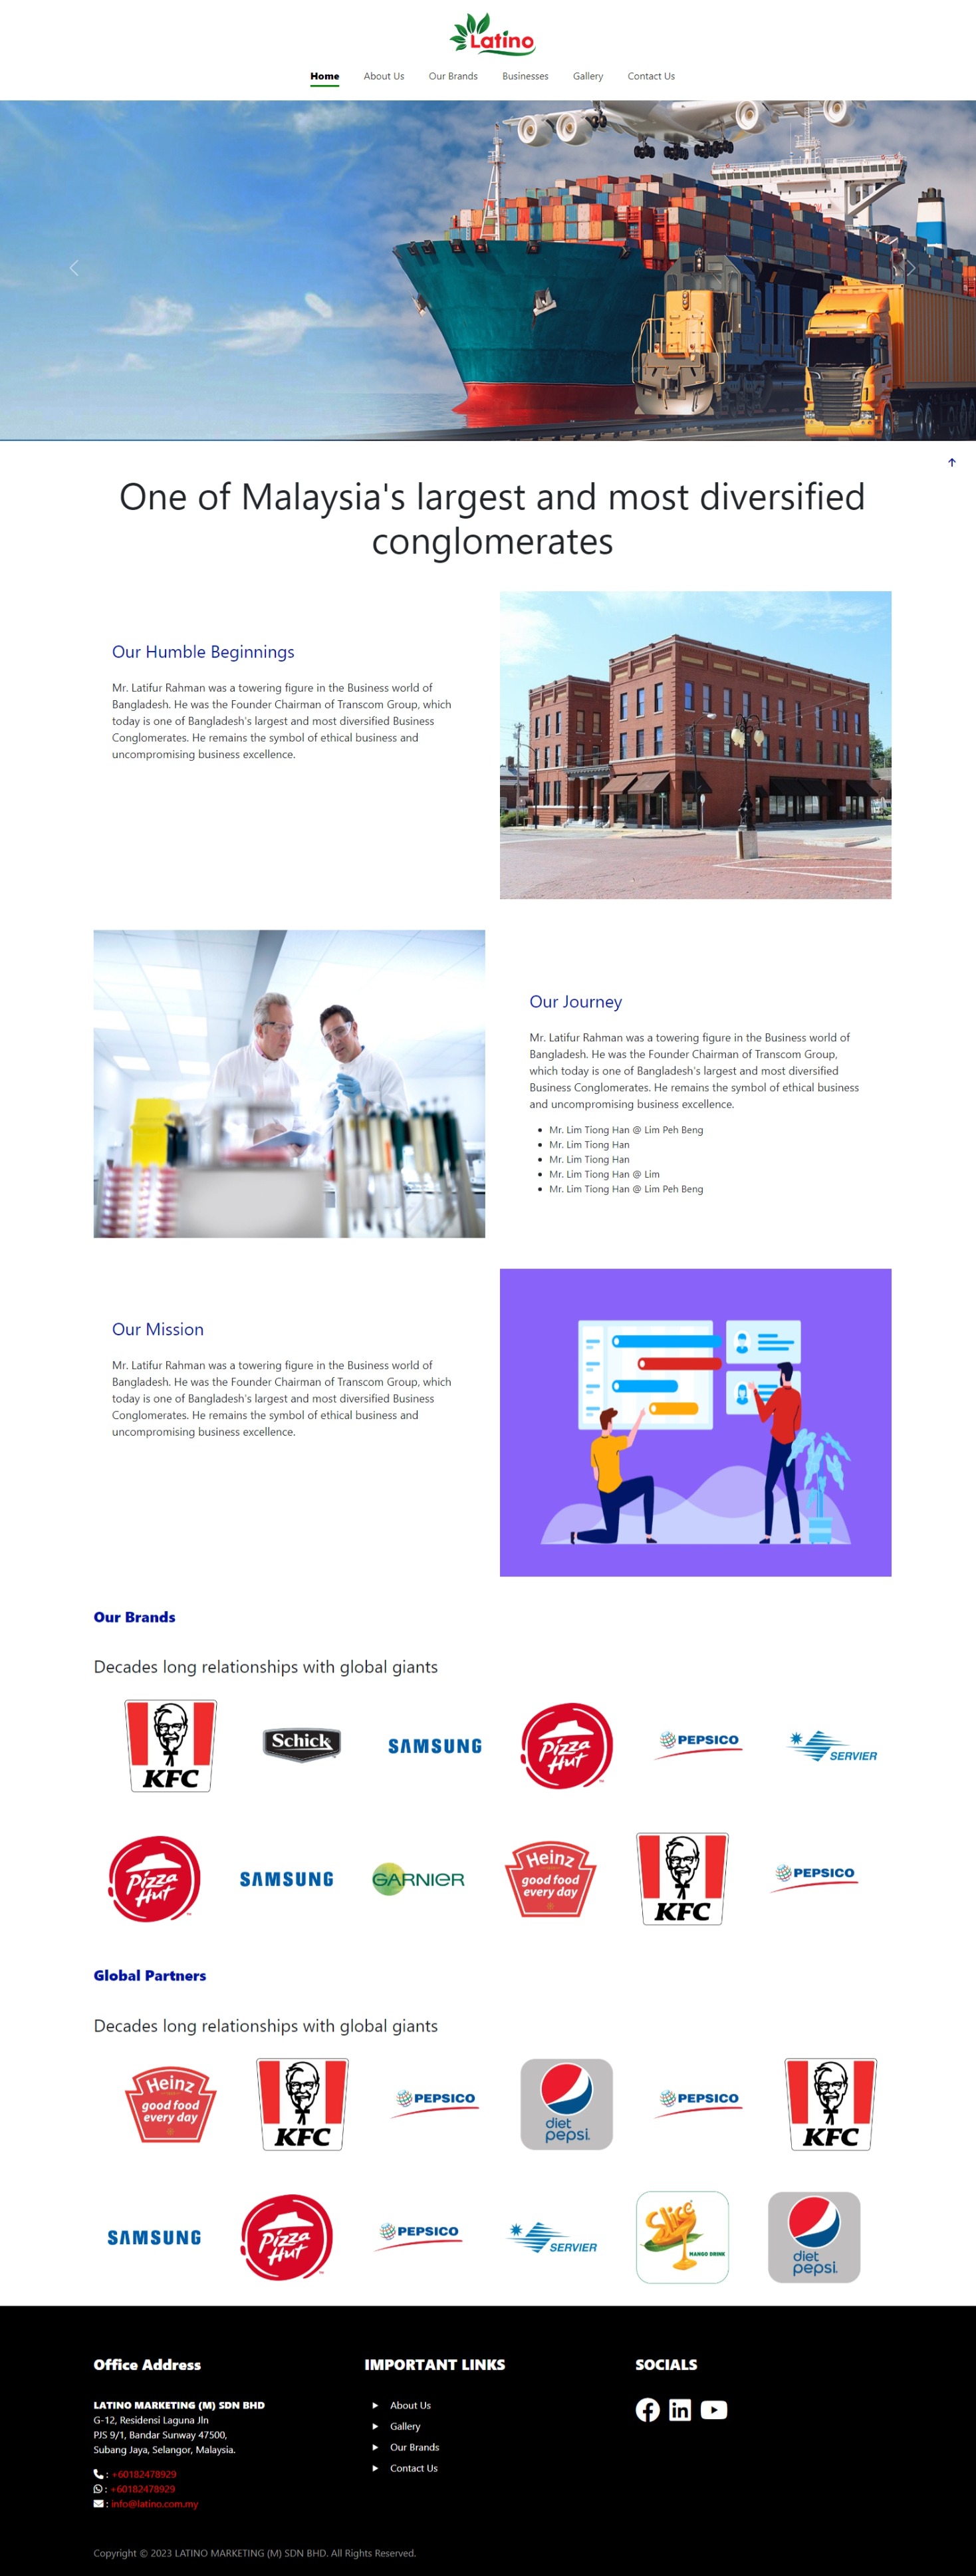 Latino
Home About Us Our Brands Businesses Gallery Contact Us
One of Malaysia's largest and most diversified
conglomerates
Our Humble Beginnings
Mr. Latifur Rahman was a towering figure in the Business world of
Bangladesh. He was the Founder Chairman of Transcom Group, which
today is one of Bangladesh's largest and most diversified Business
Conglomerates. He remains the symbol of ethical business and
uncompromising business excellence.
Our Journey
Mr. Latifur Rahman was a towering figure in the Business world of
Bangladesh. He was the Founder Chairman of Transcom Group,
which today is one of Bangladesh's largest and most diversified
Business Conglomerates. He remains the symbol of ethical business
and uncompromising business excellence.
Mr. Lim Tiong Han @ Lim Peh Beng
Mr. Lim Tiong Han
Mr. Lim Tiong Han
Mr. Lim Tiong Han @ Lim
Mr. Lim Tiong Han @ Lim Peh Beng
Our Mission
Mr. Latifur Rahman was a towering figure in the Business world of
Bangladesh. He was the Founder Chairman of Transcom Group, which
today is one of Bangladesh's largest and most diversified Business
Conglomerates. He remains the symbol of ethical business and
uncompromising business excellence.
Our Brands
Decades long relationships with global giants
KFC Schick SAMSUNG Pizza Hut PEPSICO SERVIER
Pizza Hut SAMSUNG GARNIER Heinz good food every day KFC PEPSICO
Global Partners
Decades long relationships with global giants
Heinz good food every day KFC PEPSICO diet pepsi PEPSICO KFC
SAMSUNG Pizza Hut PEPSICO SERVIER Slice MANGO DRINK diet pepsi
Office Address
LATINO MARKETING (M) SDN BHD
G-12, Residensi Laguna Jln
PJS 9/1, Bandar Sunway 47500,
Subang Jaya, Selangor, Malaysia.
: +60182478929
: +60182478929
: info@latino.com.my
IMPORTANT LINKS
About Us
Gallery
Our Brands
Contact Us
SOCIALS
Copyright © 2023 LATINO MARKETING (M) SDN BHD. All Rights Reserved.